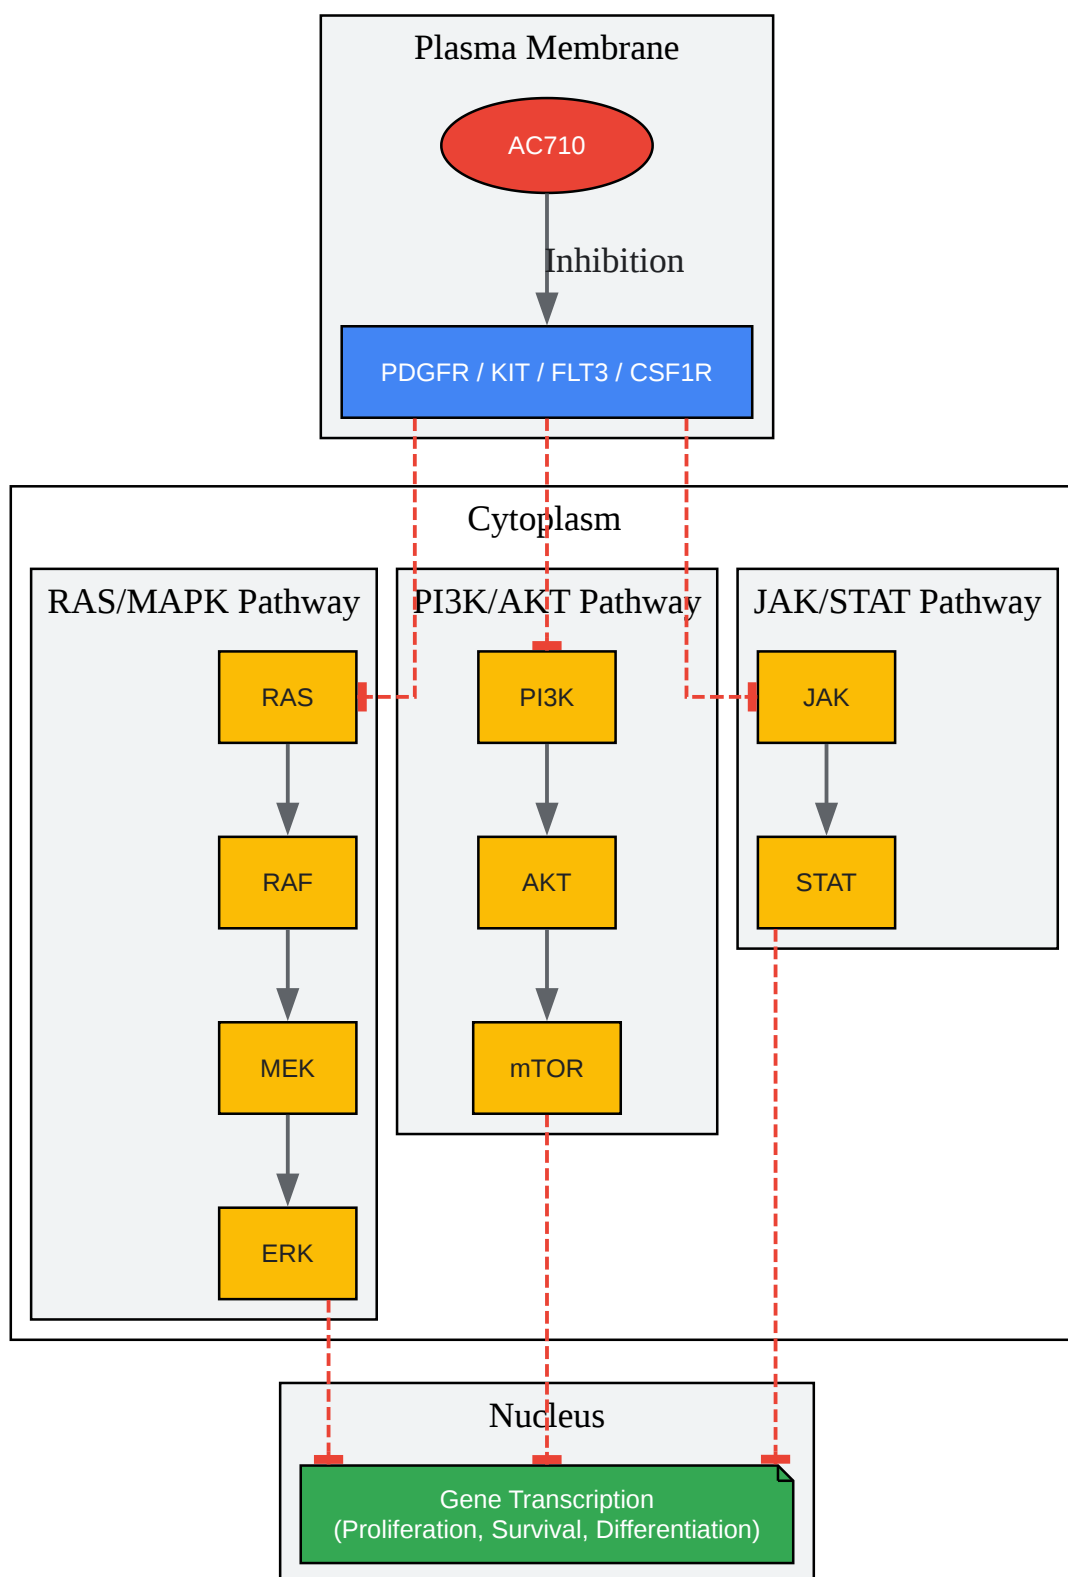 Plasma Membrane
AC710
Inhibition
PDGFR / KIT / FLT3 / CSF1R
Cytoplasm
RAS/MAPK Pathway
RAS
RAF
MEK
ERK
PI3K/AKT Pathway
PI3K
AKT
mTOR
JAK/STAT Pathway
JAK
STAT
Nucleus
Gene Transcription
(Proliferation, Survival, Differentiation)